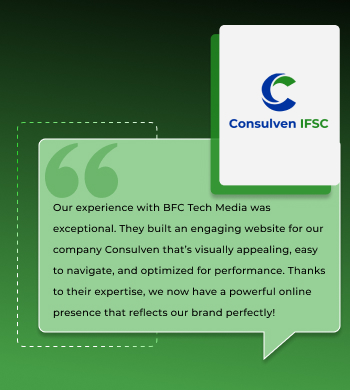 Consulven IFSC
Our experience with BFC Tech Media was
exceptional. They built an engaging website for our
company Consulven that's visually appealing, easy
to navigate, and optimized for performance. Thanks
to their expertise, we now have a powerful online
presence that reflects our brand perfectly!